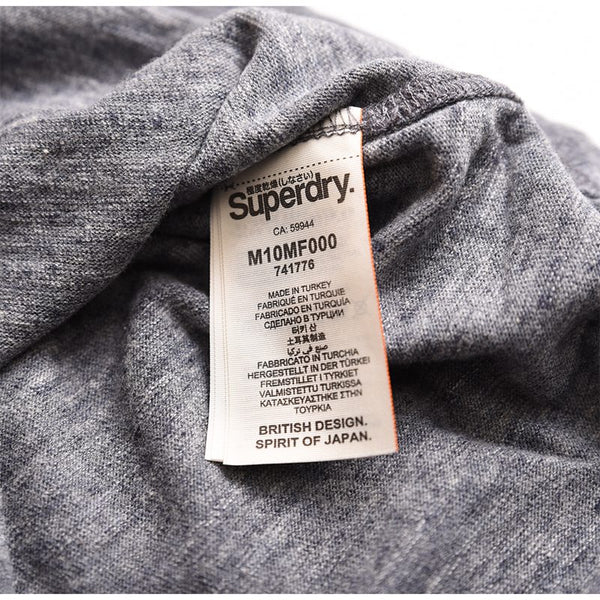 極度乾燥(しなさい)
Superdry.
CA: 59944
M10MF000
741776
MADE IN TURKEY
FABRIQUÉ EN TURQUIE
FABRICADO EN TURQUÍA
СДЕЛАНО В ТУРЦИИ
터키 산
土耳其制造
صنع في تركيا
FABBRICATO IN TURCHIA
HERGESTELLT IN DER TÜRKEI
FREMSTILLET I TYRKIET
VALMISTETTU TURKISSA
ΚΑΤΑΣΚΕΥΑΣΤΗΚΕ ΣΤΗΝ
ΤΟΥΡΚΙΑ
BRITISH DESIGN.
SPIRIT OF JAPAN.